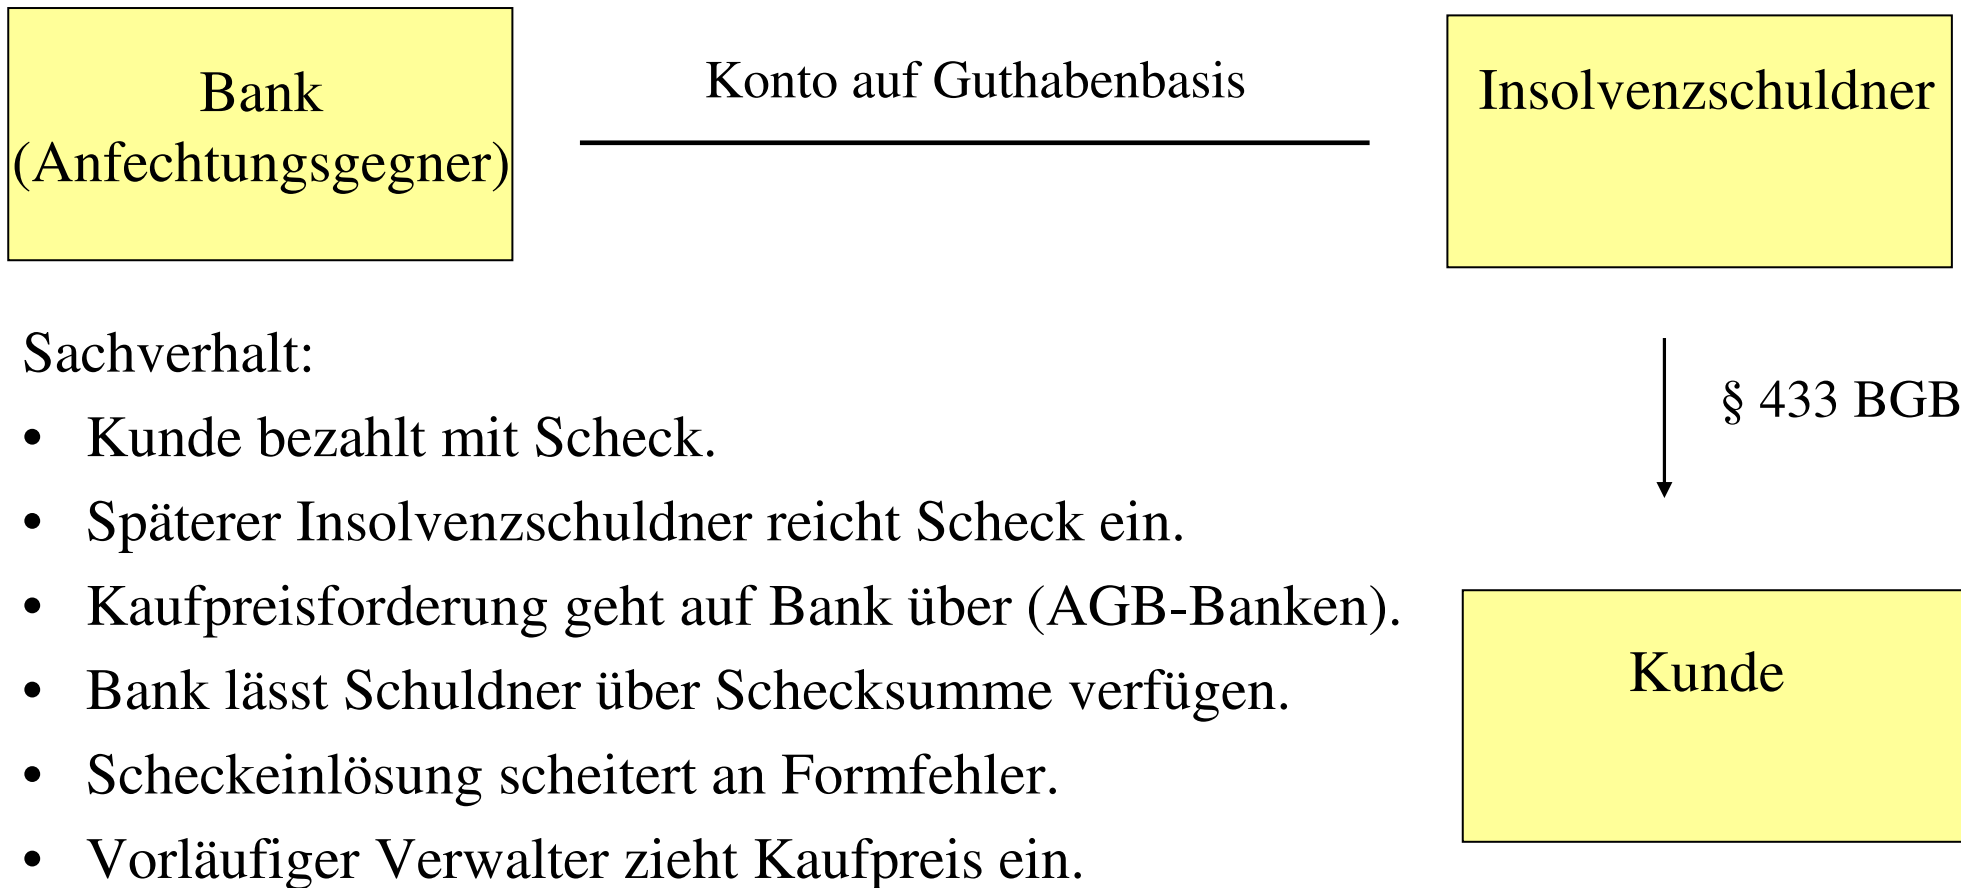 Bank
(Anfechtungsgegner)
Konto auf Guthabenbasis
Insolvenzschuldner
Sachverhalt:
• Kunde bezahlt mit Scheck.
• Späterer Insolvenzschuldner reicht Scheck ein.
• Kaufpreisforderung geht auf Bank über (AGB-Banken).
• Bank lässt Schuldner über Schecksumme verfügen.
• Scheckeinlösung scheitert an Formfehler.
• Vorläufiger Verwalter zieht Kaufpreis ein.
§ 433 BGB
Kunde